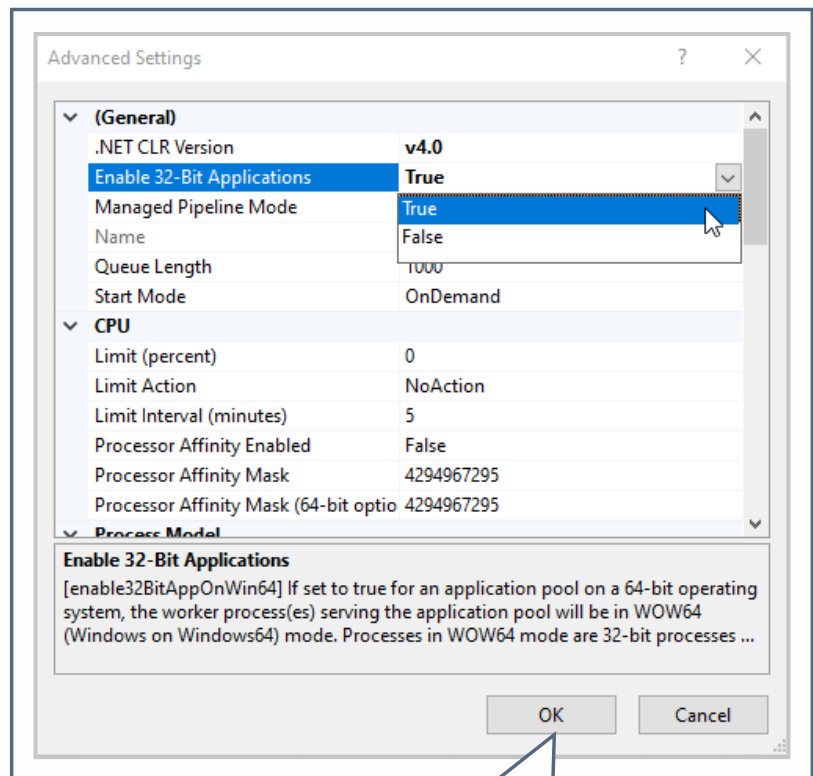 Advanced Settings ?
(General)
.NET CLR Version v4.0
Enable 32-Bit Applications True
Managed Pipeline Mode True
Name False
Queue Length 1000
Start Mode OnDemand
CPU
Limit (percent) 0
Limit Action NoAction
Limit Interval (minutes) 5
Processor Affinity Enabled False
Processor Affinity Mask 4294967295
Processor Affinity Mask (64-bit optio 4294967295
Process Model
Enable 32-Bit Applications
[enable32BitAppOnWin64] If set to true for an application pool on a 64-bit operating
system, the worker process(es) serving the application pool will be in WOW64
(Windows on Windows64) mode. Processes in WOW64 mode are 32-bit processes ...
OK Cancel